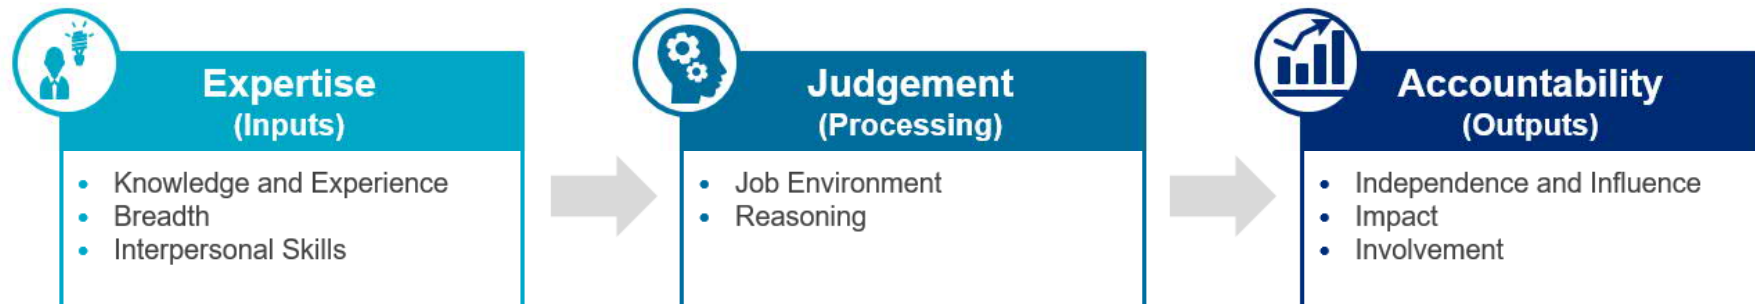 Expertise
(Inputs)
• Knowledge and Experience
• Breadth
• Interpersonal Skills
Judgement
(Processing)
• Job Environment
• Reasoning
Accountability
(Outputs)
• Independence and Influence
• Impact
• Involvement